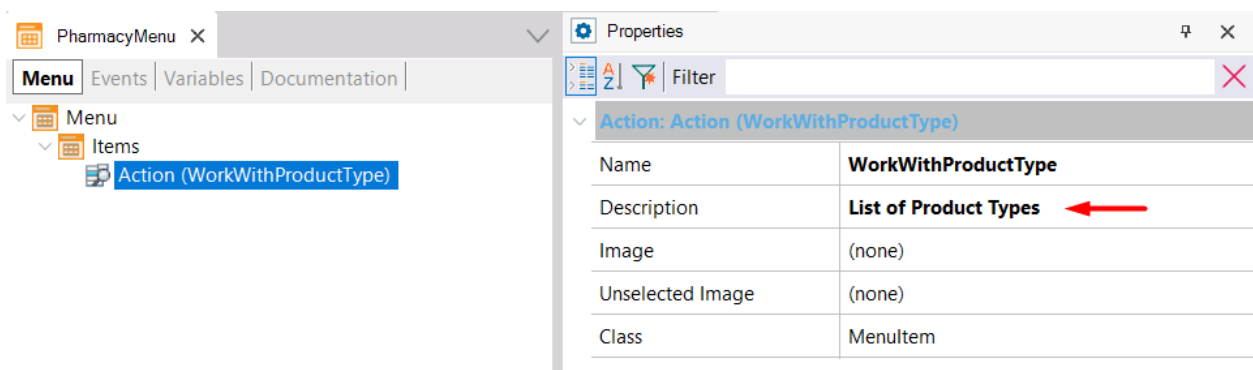 PharmacyMenu
Menu Events Variables Documentation
Menu
Items
Action (WorkWithProductType)
Properties
Filter
Action: Action (WorkWithProductType)
Name WorkWithProductType
Description List of Product Types
Image (none)
Unselected Image (none)
Class MenuItem